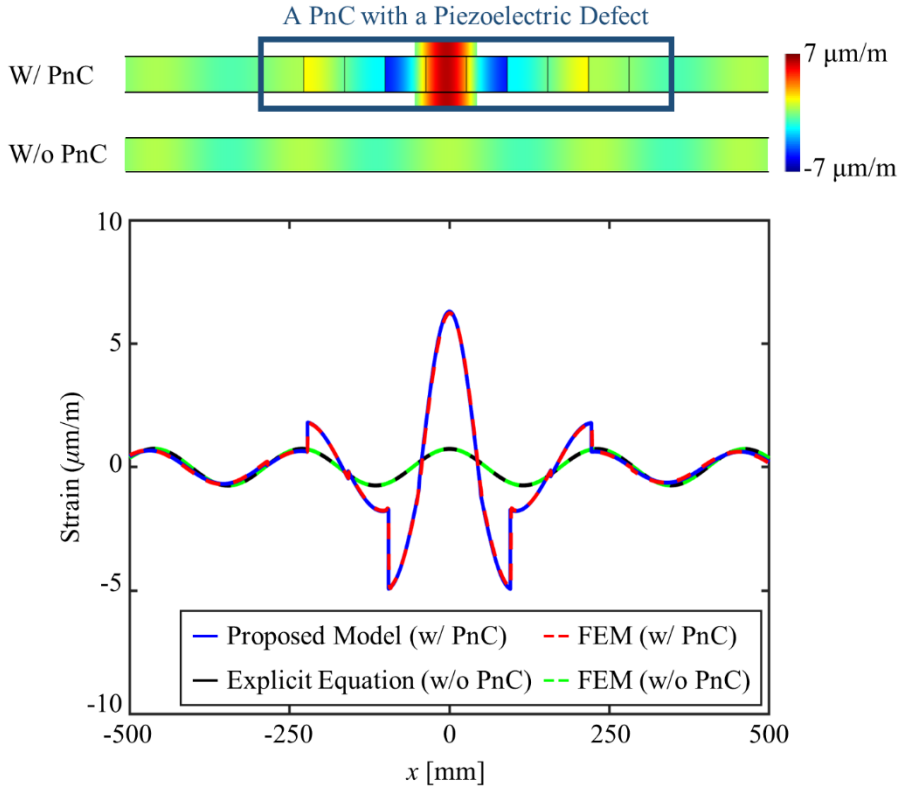 A PnC with a Piezoelectric Defect
W/ PnC
7 μm/m
W/o PnC
-7 μm/m
10
5
0
-5
-10
Strain (μm/m)
Proposed Model (w/ PnC)
FEM (w/ PnC)
Explicit Equation (w/o PnC)
FEM (w/o PnC)
-500
-250
0
250
500
x [mm]